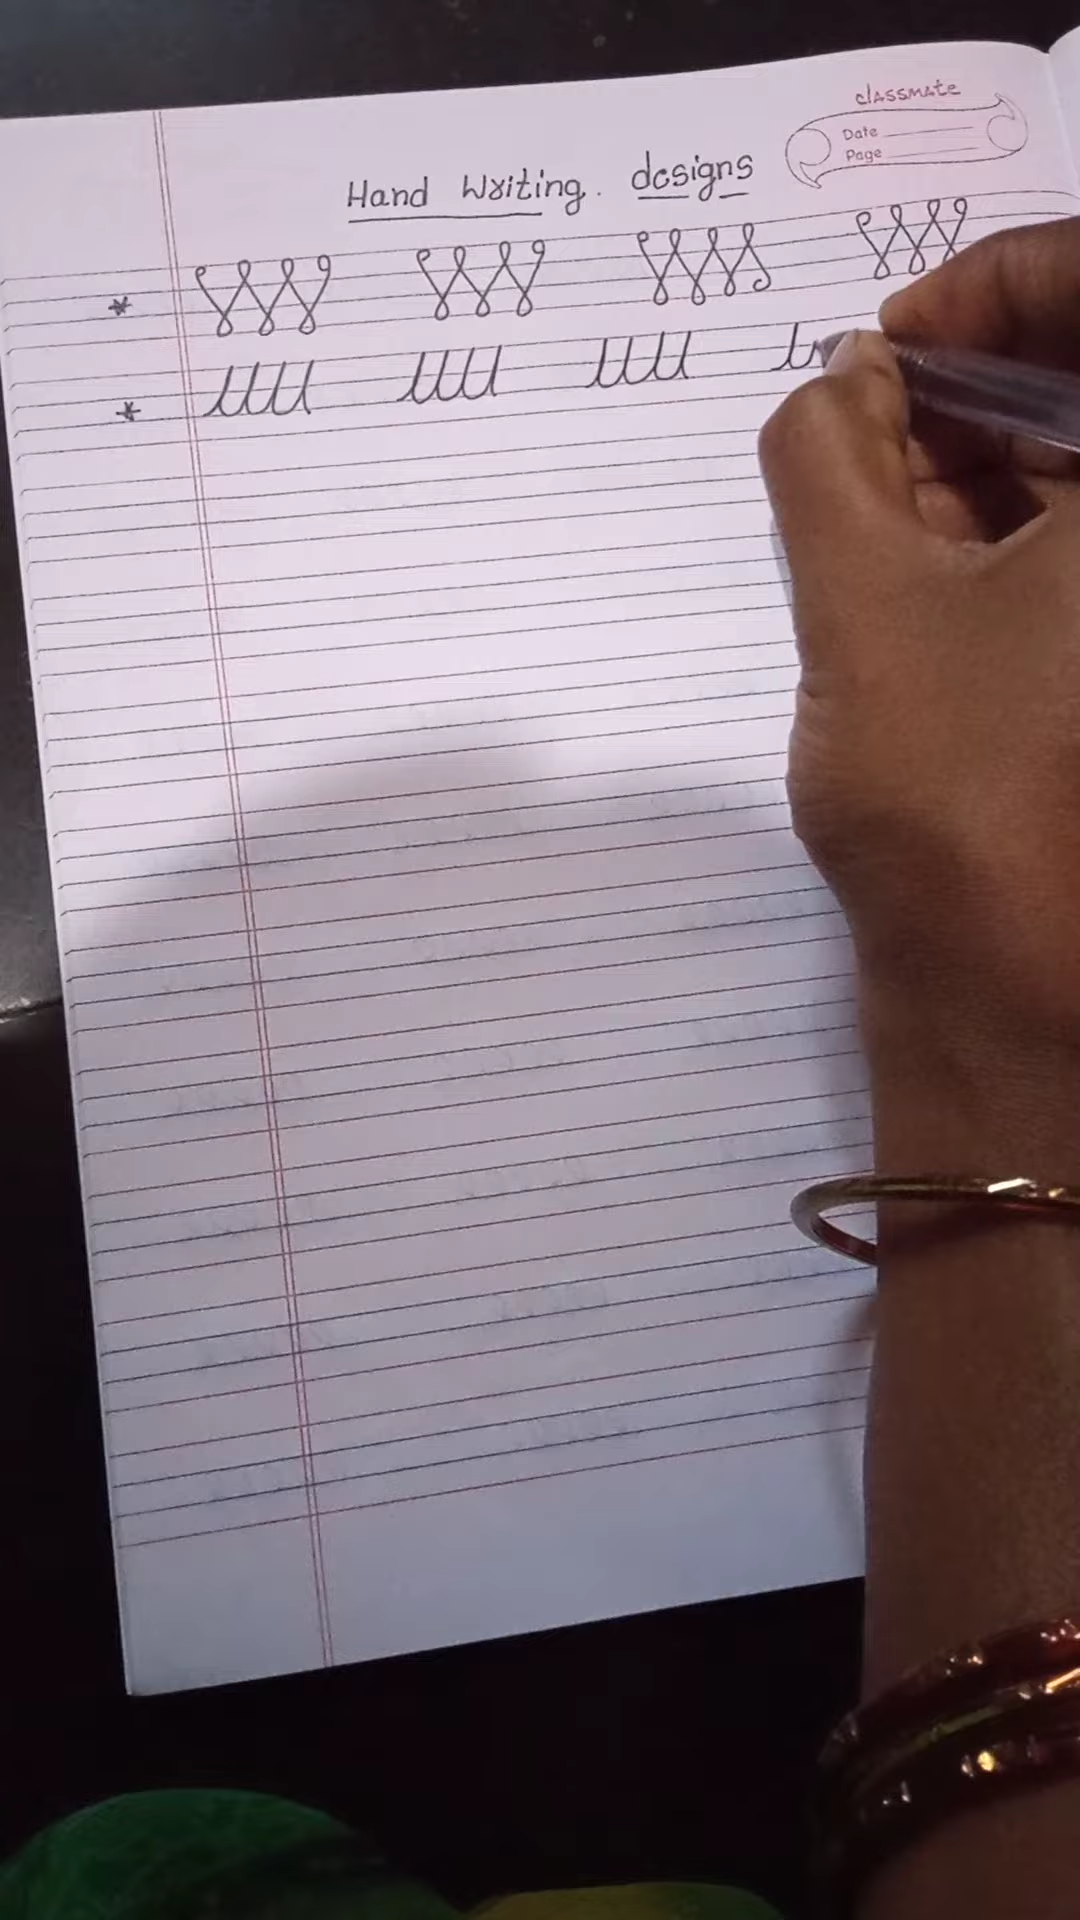 classmate
Date
Page
Hand Writing. designs
*
*